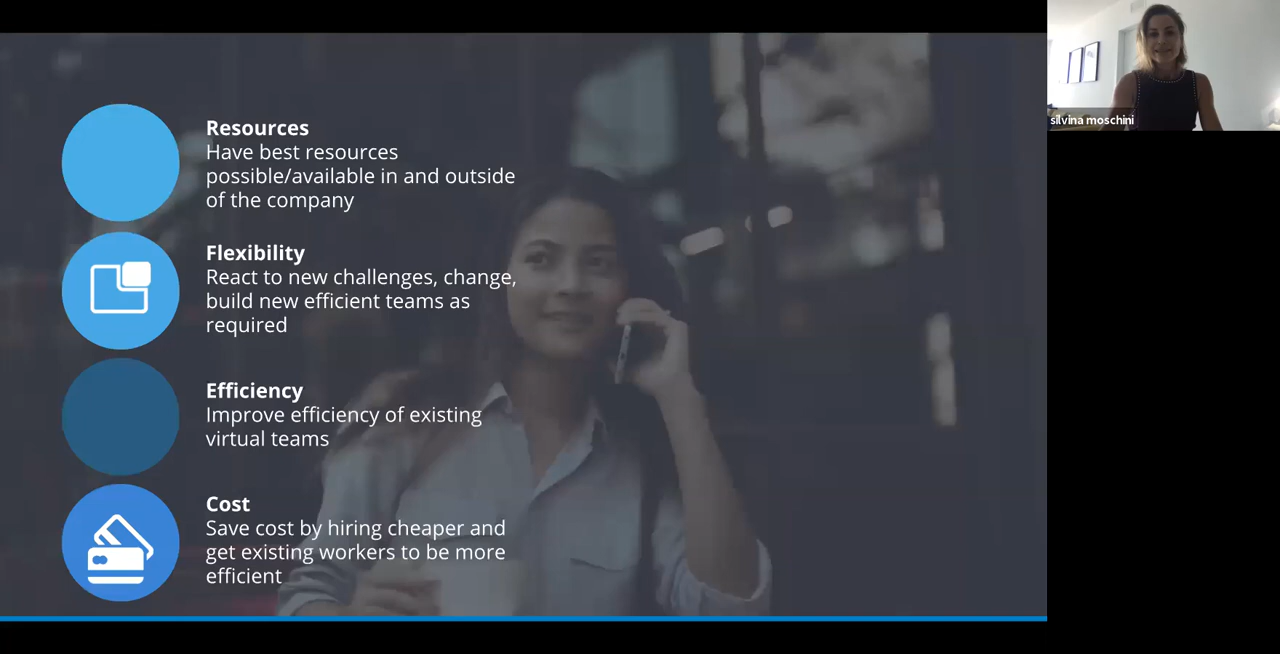 silvina moschini
Resources
Have best resources
possible/available in and outside
of the company
Flexibility
React to new challenges, change,
build new efficient teams as
required
Efficiency
Improve efficiency of existing
virtual teams
Cost
Save cost by hiring cheaper and
get existing workers to be more
efficient